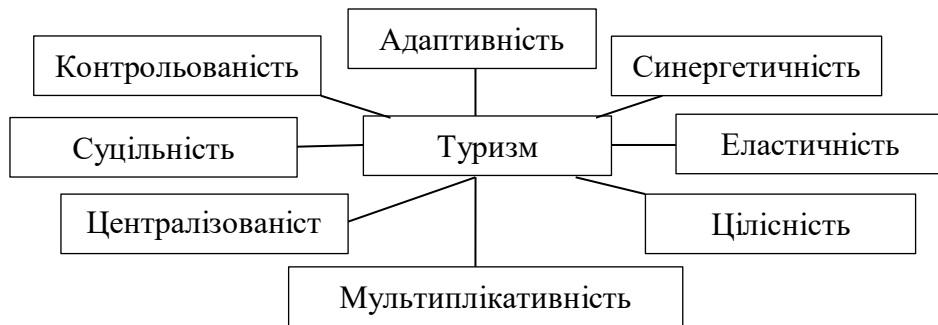 Адаптивність
Контрольованість
Синергетичність
Суцільність
Туризм
Еластичність
Централізованіст
Цілісність
Мультиплікативність